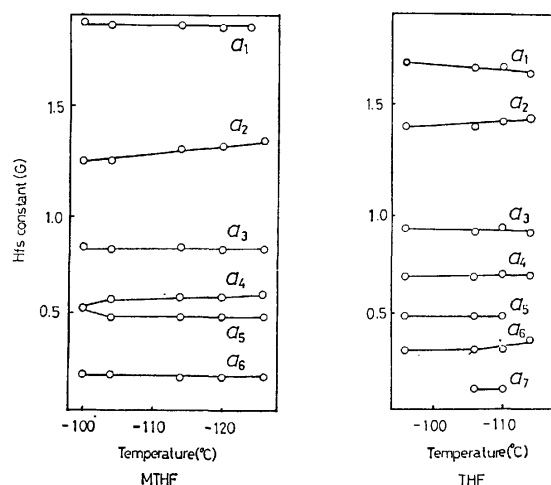 Hfs constant (G)
1.5
1.0
0.5
a1
a2
a3
a4
a5
a6
-100
-110
-120
Temperature(°C)
MTHF
1.5
1.0
0.5
a1
a2
a3
a4
a5
a6
a7
-100
-110
Temperature(°C)
THF